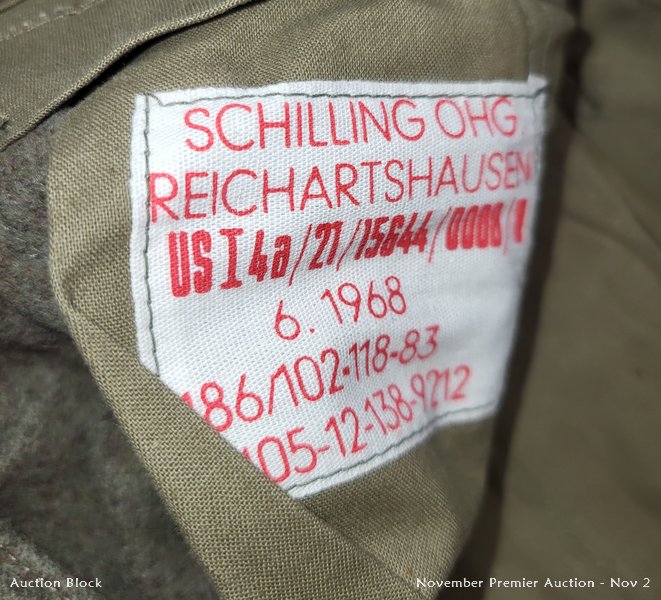 SCHILLING OHG
REICHARTSHAUSEN
US I 4a/21/15644/
6. 1968
186/102-118-83
105-12-138-9212
Auction Block
November Premier Auction - Nov 2